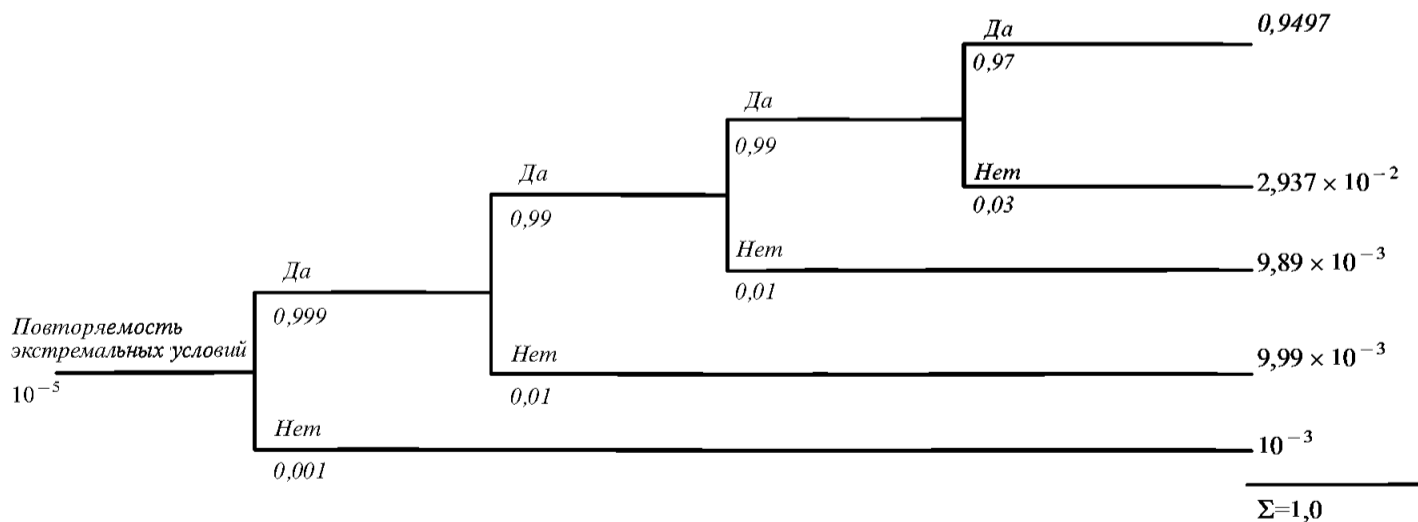 Да
0,9497
0,97
Да
0,99
Нет
2,937 × 10⁻²
0,03
Да
0,99
Нет
9,89 × 10⁻³
0,01
Да
0,999
Повторяемость
экстремальных условий
10⁻⁵
Нет
9,99 × 10⁻³
0,01
Нет
10⁻³
0,001
Σ=1,0